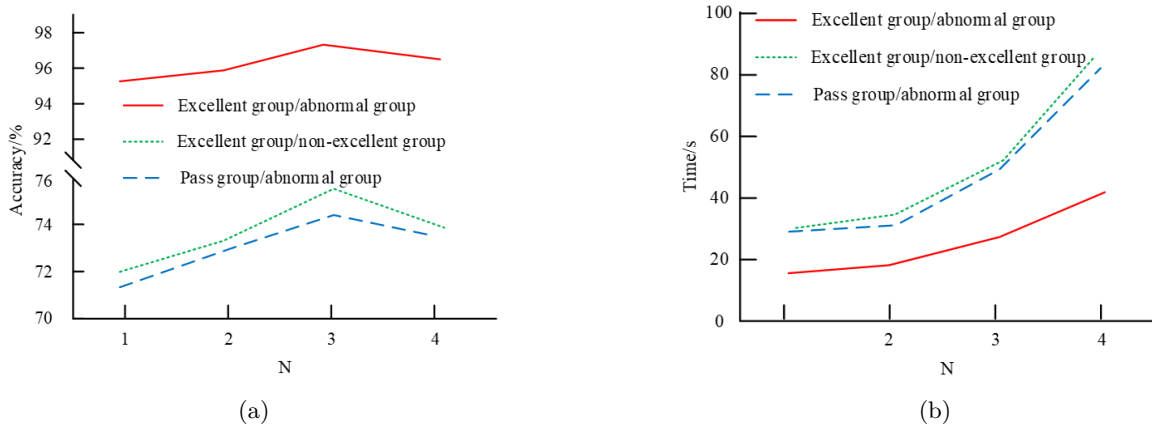 98
96
94
92
76
74
72
70
Accuracy/%
Excellent group/abnormal group
Excellent group/non-excellent group
Pass group/abnormal group
1 2 3 4
N
(a)
100
80
60
40
20
0
Time/s
Excellent group/abnormal group
Excellent group/non-excellent group
Pass group/abnormal group
2 3 4
N
(b)